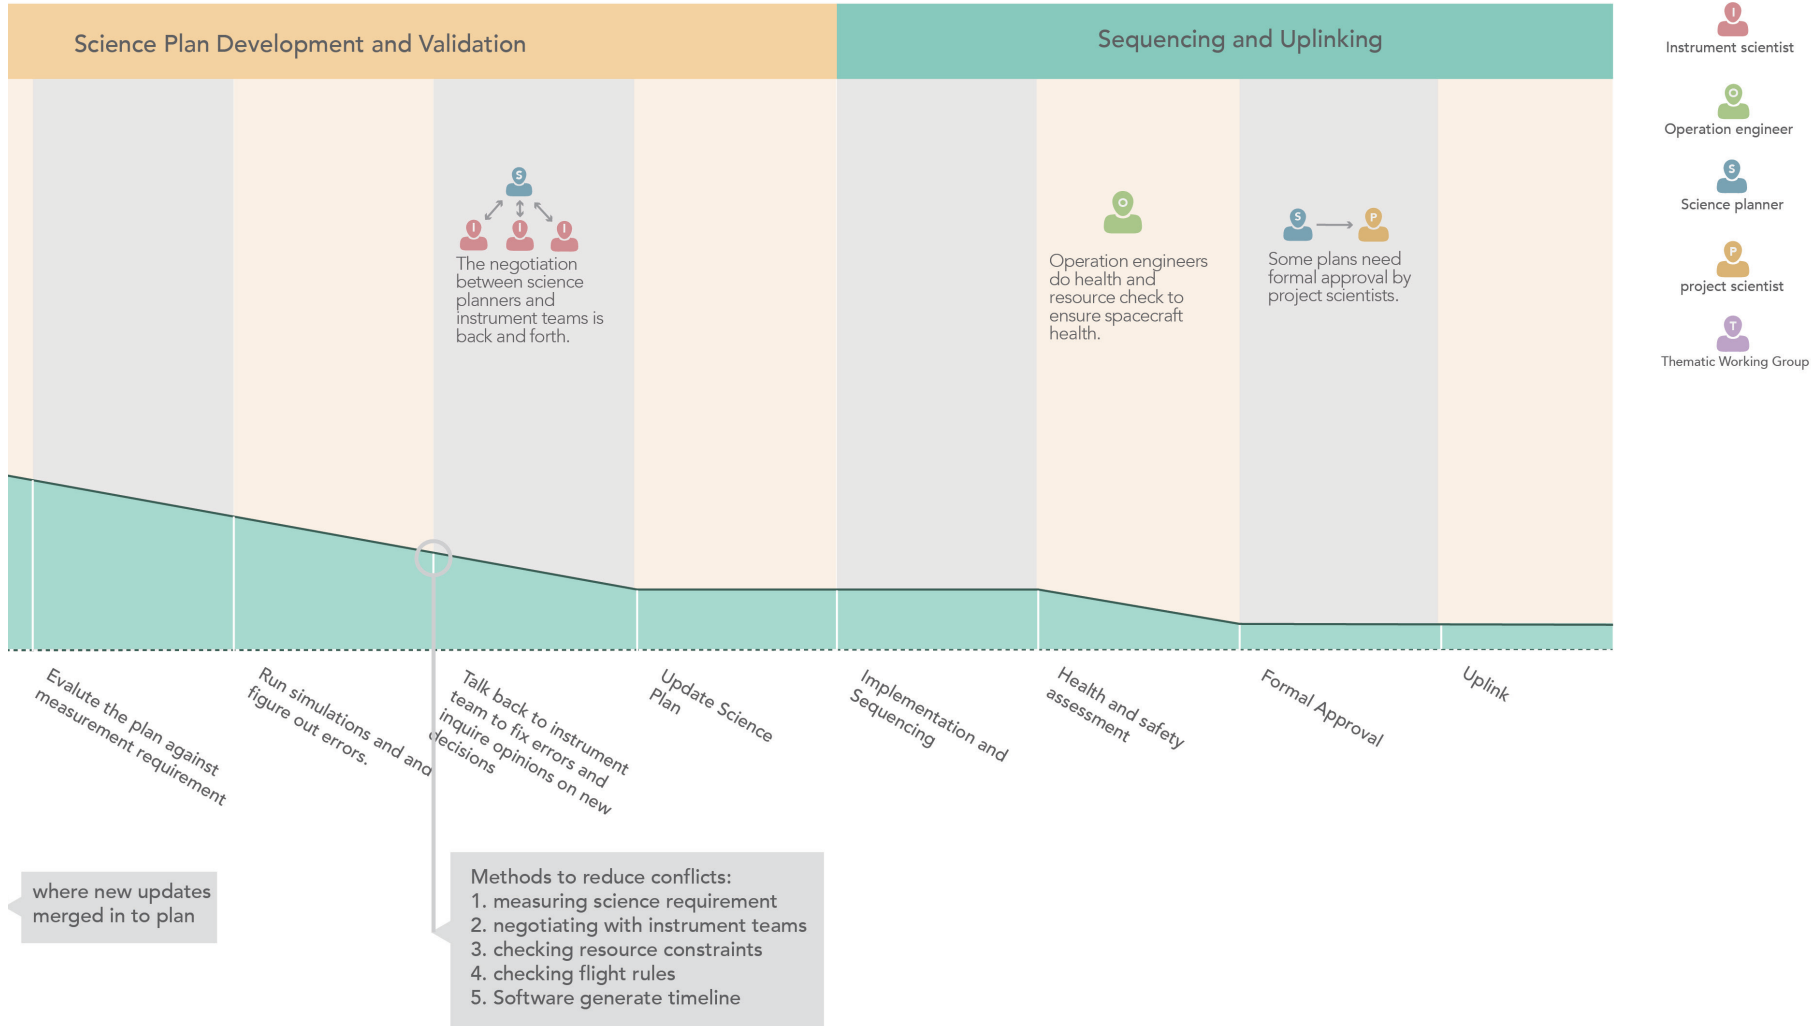 Science Plan Development and Validation
Sequencing and Uplinking
I
Instrument scientist
O
Operation engineer
S
Science planner
P
project scientist
T
Thematic Working Group
S
I I I
The negotiation
between science
planners and
instrument teams is
back and forth.
O
Operation engineers
do health and
resource check to
ensure spacecraft
health.
S P
Some plans need
formal approval by
project scientists.
Evalute the plan against
measurement requirement
Run simulations and and
figure out errors.
Talk back to instrument
team to fix errors and
inquire opinions on new
decisions
Update Science
Plan
Implementation and
Sequencing
Health and safty
assessment
Formal Approval
Uplink
where new updates
merged in to plan
Methods to reduce conflicts:
1. measuring science requirement
2. negotiating with instrument teams
3. checking resource constraints
4. checking flight rules
5. Software generate timeline